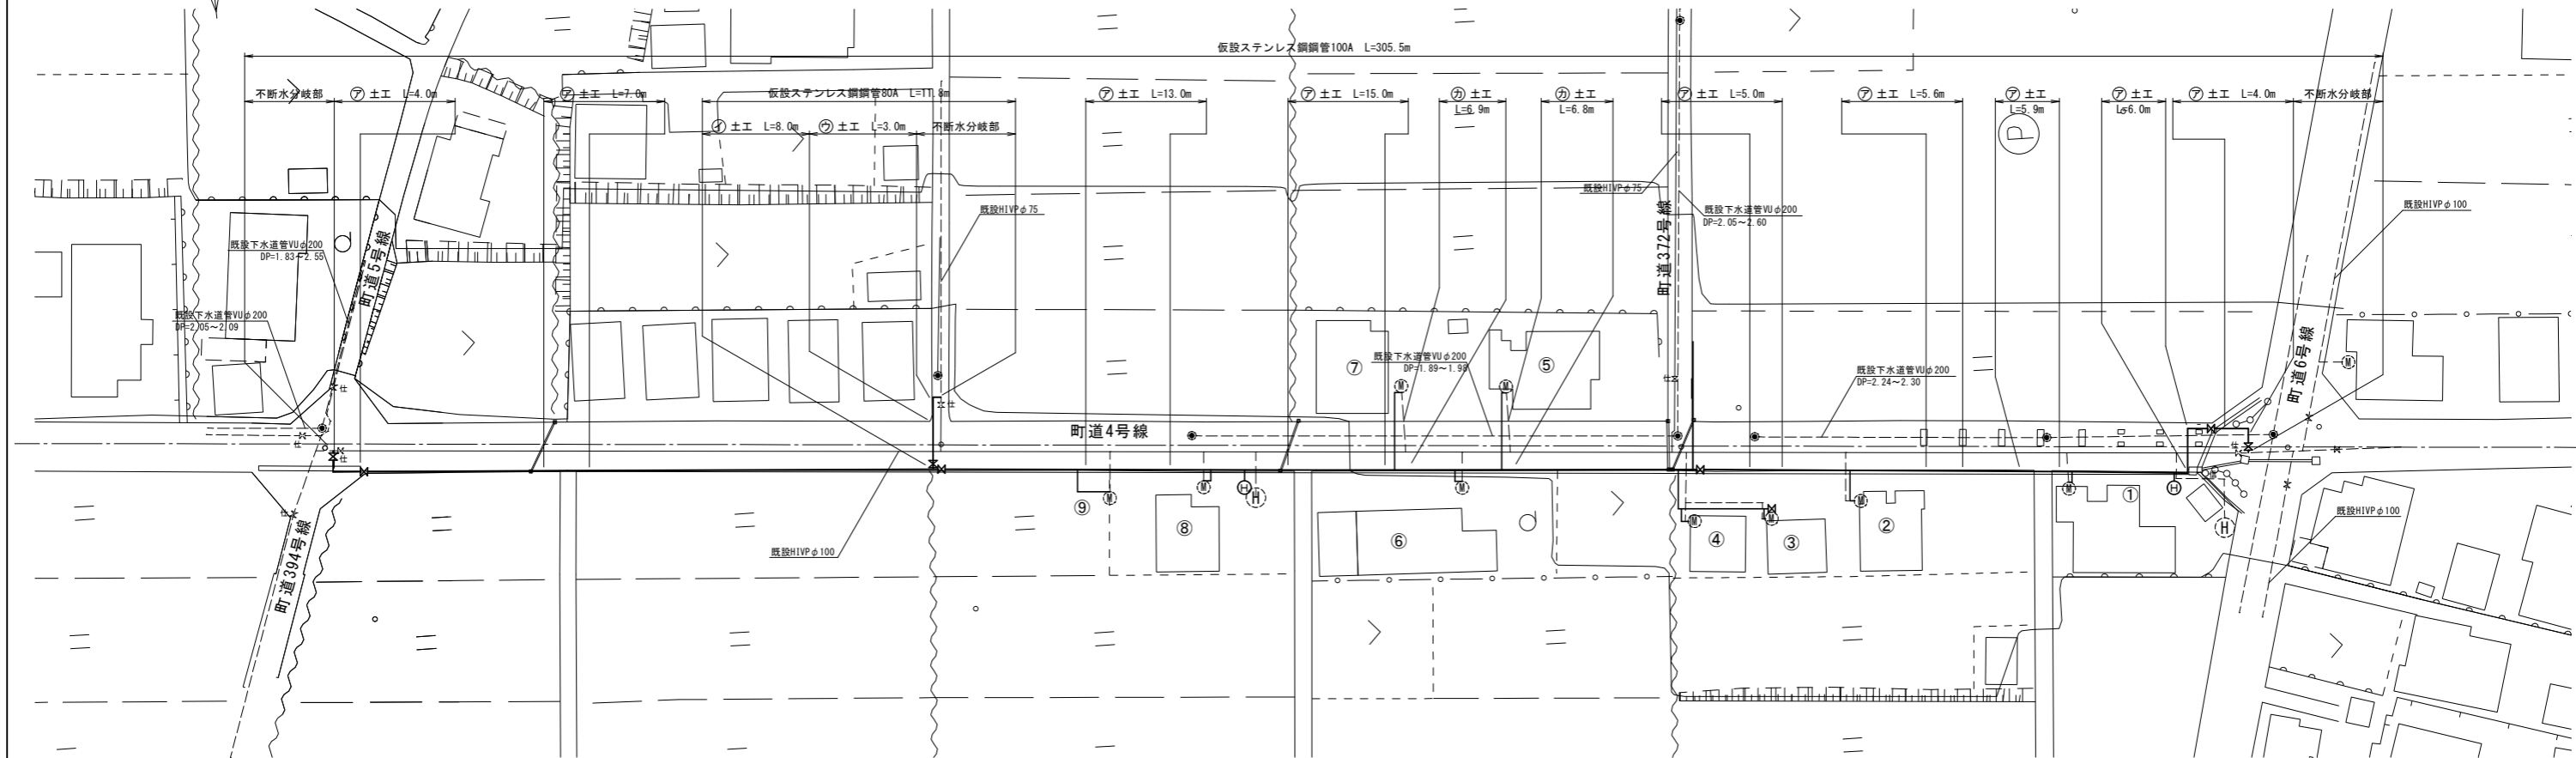 仮設ステンレス鋼鋼管100A L=305.5m
不断水分岐部
㋐ 土工 L=4.0m
㋐ 土工 L=7.0m
仮設ステンレス鋼鋼管80A L=11.8m
㋐ 土工 L=13.0m
㋐ 土工 L=15.0m
㋕ 土工
L=6.9m
㋕ 土工
L=6.8m
㋐ 土工 L=5.0m
㋐ 土工 L=5.6m
㋐ 土工
L=5.9m
㋐ 土工
L=6.0m
㋐ 土工 L=4.0m
不断水分岐部
㋑ 土工 L=8.0m
㋒ 土工 L=3.0m
不断水分岐部
P
既設HIVPφ75
既設HIVPφ75
既設下水道管VUφ200
DP=2.05～2.60
既設HIVPφ100
既設下水道管VUφ200
DP=1.83～2.55
町道5号線
町道372号線
既設下水道管VUφ200
DP=2.05～2.09
既設下水道管VUφ200
DP=1.89～1.98
既設下水道管VUφ200
DP=2.24～2.30
町道6号線
⑦
⑤
M
M
M
仕
仕
仕
仕
仕
仕
仕
町道4号線
⑨
M
⑧
M
H
H
M
⑥
④
M
③
M
②
M
M
①
H
H
既設HIVPφ100
既設HIVPφ100
町道394号線